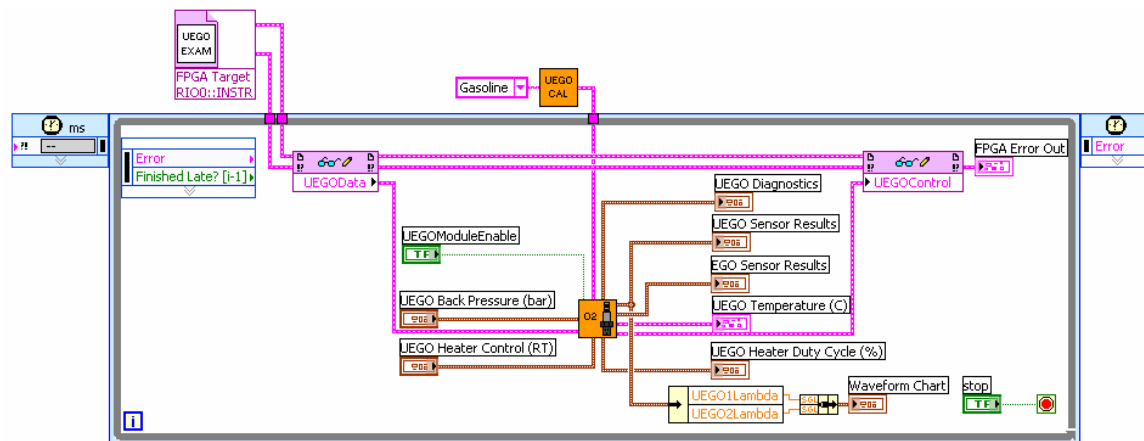 UEGO
EXAM
FPGA Target
RIO0::INSTR
Gasoline
UEGO
CAL
ms
?!
--
Error
Finished Late? [i-1]
UEGOData
UEGOControl
FPGA Error Out
Error
UEGO Diagnostics
UEGO Sensor Results
UEGOModuleEnable
TF
EGO Sensor Results
UEGO Back Pressure (bar)
O2
UEGO Temperature (C)
UEGO Heater Control (RT)
UEGO Heater Duty Cycle (%)
UEGO1Lambda
UEGO2Lambda
SGL
SGL
Waveform Chart
stop
TF
i